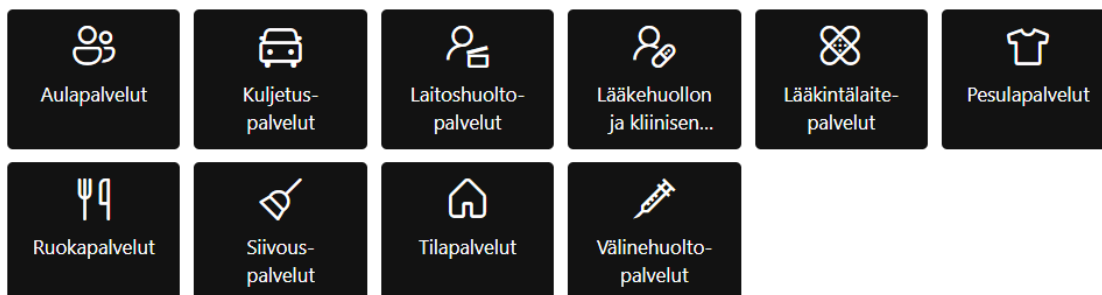 Aulapalvelut
Kuljetus-
palvelut
Laitoshuolto-
palvelut
Lääkehuollon
ja kliinisen...
Lääkintälaite-
palvelut
Pesulapalvelut
Ruokapalvelut
Siivous-
palvelut
Tilapalvelut
Välinehuolto-
palvelut